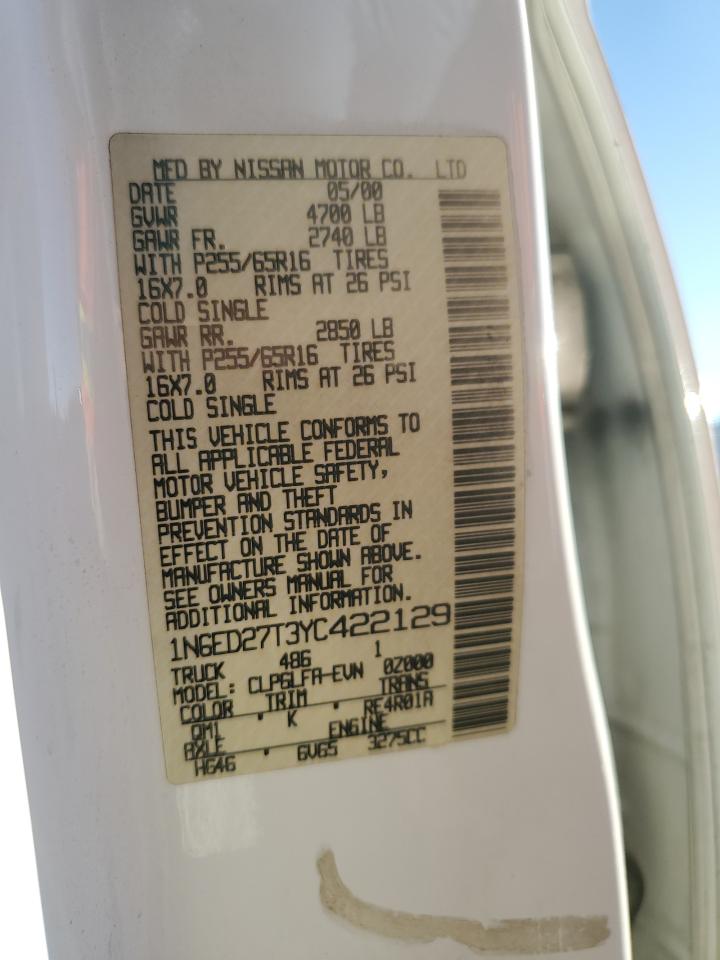 MFD BY NISSAN MOTOR CO. LTD
DATE 05/00
GVWR 4700 LB
GAWR FR. 2740 LB
WITH P255/65R16 TIRES
16X7.0 RIMS AT 26 PSI
COLD SINGLE
GAWR RR. 2850 LB
WITH P255/65R16 TIRES
16X7.0 RIMS AT 26 PSI
COLD SINGLE
THIS VEHICLE CONFORMS TO
ALL APPLICABLE FEDERAL
MOTOR VEHICLE SAFETY,
BUMPER AND THEFT
PREVENTION STANDARDS IN
EFFECT ON THE DATE OF
MANUFACTURE SHOWN ABOVE.
SEE OWNERS MANUAL FOR
ADDITIONAL INFORMATION.
1N6ED27T3YC422129
TRUCK 486 1
MODEL: CLP6LFA-EVN 02000
COLOR TRIM TRANS
QM1 . K . RE4R01A
AXLE ENGINE
HG46 . 6V65 3275CC